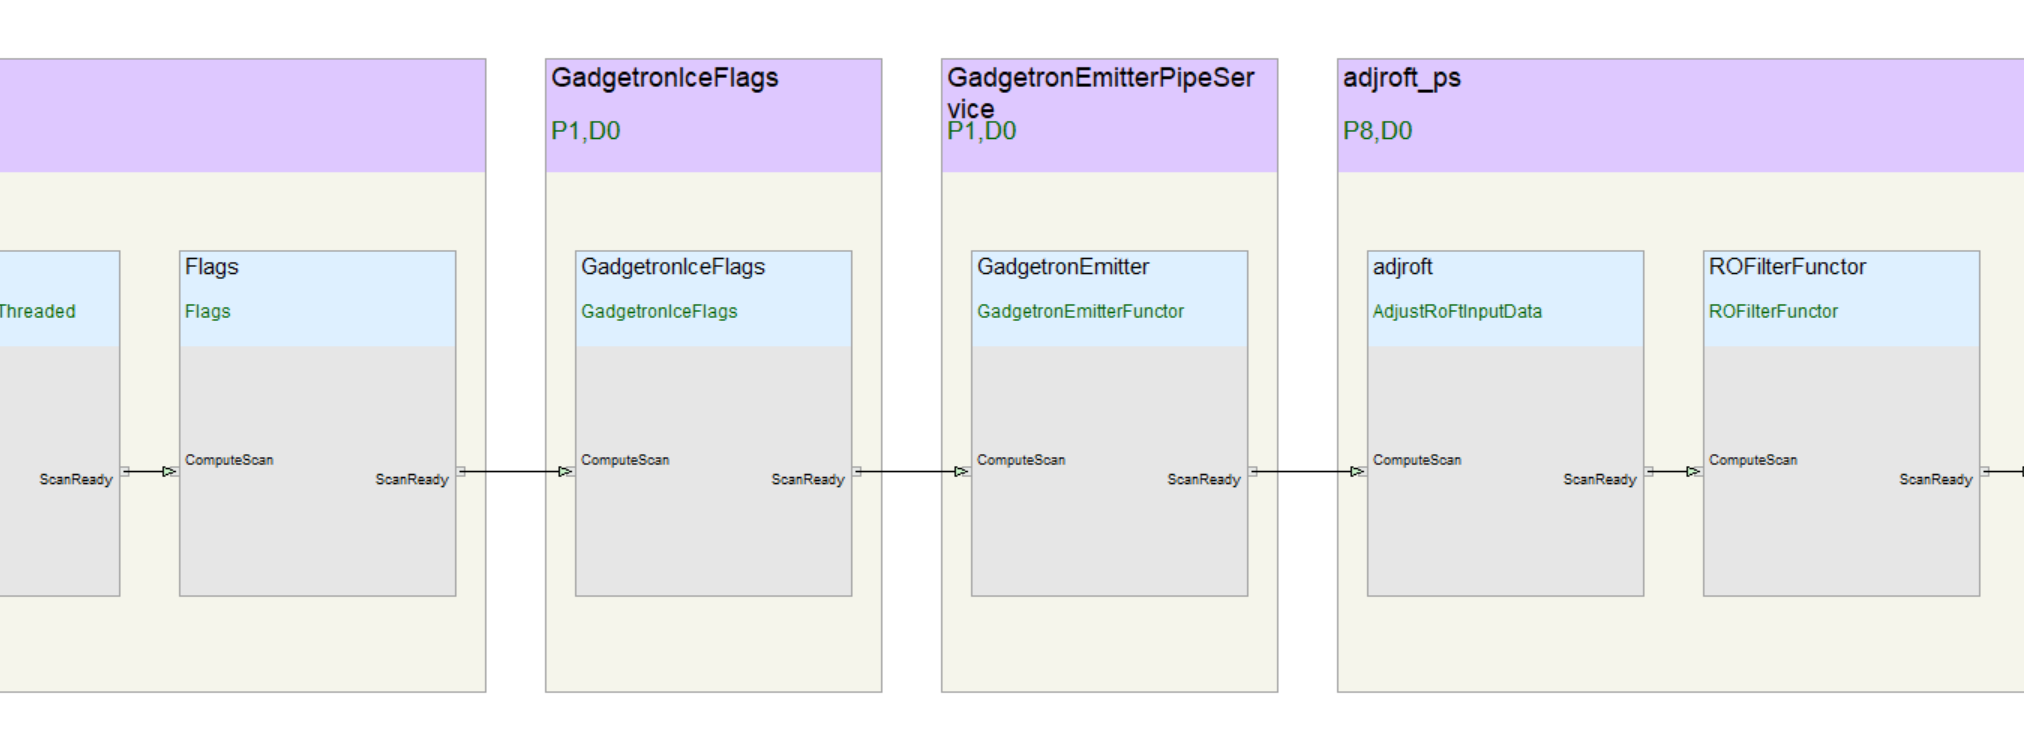 GadgetronIceFlags
P1,D0
GadgetronEmitterPipeSer
vice
P1,D0
adjroft_ps
P8,D0
Threaded
ScanReady
Flags
Flags
ComputeScan
ScanReady
GadgetronIceFlags
GadgetronIceFlags
ComputeScan
ScanReady
GadgetronEmitter
GadgetronEmitterFunctor
ComputeScan
ScanReady
adjroft
AdjustRoFtInputData
ComputeScan
ScanReady
ROFilterFunctor
ROFilterFunctor
ComputeScan
ScanReady